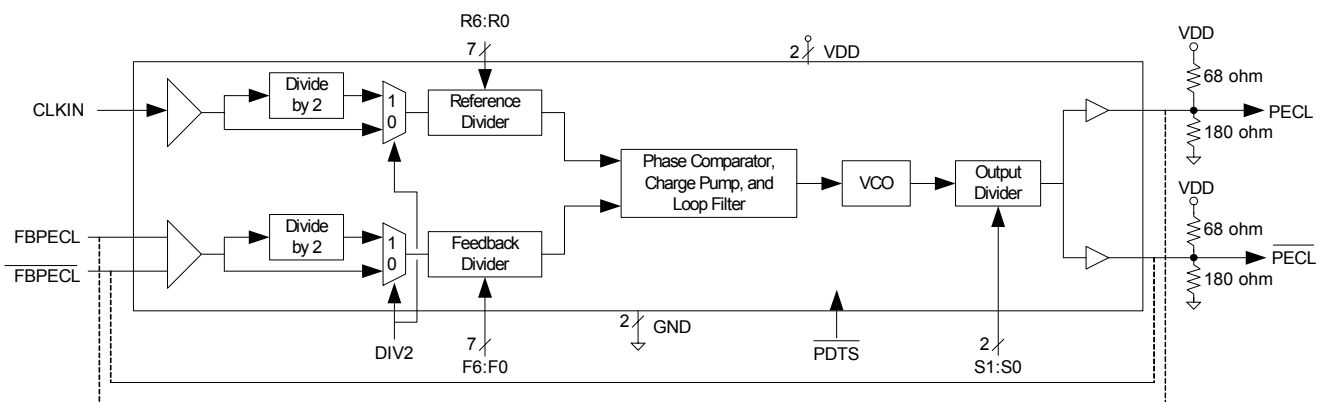 R6:R0
7
2
VDD
VDD
68 ohm
CLKIN
Divide
by 2
1
0
Reference
Divider
PECL
180 ohm
Phase Comparator,
Charge Pump, and
Loop Filter
VCO
Output
Divider
VDD
68 ohm
FBPECL
FBPECL
Divide
by 2
1
0
Feedback
Divider
PECL
180 ohm
2
GND
DIV2
7
F6:F0
PDTS
2
S1:S0